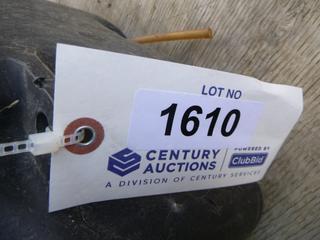 LOT NO
1610
CENTURY AUCTIONS
POWERED BY
ClubBid
A DIVISION OF CENTURY SERVICES